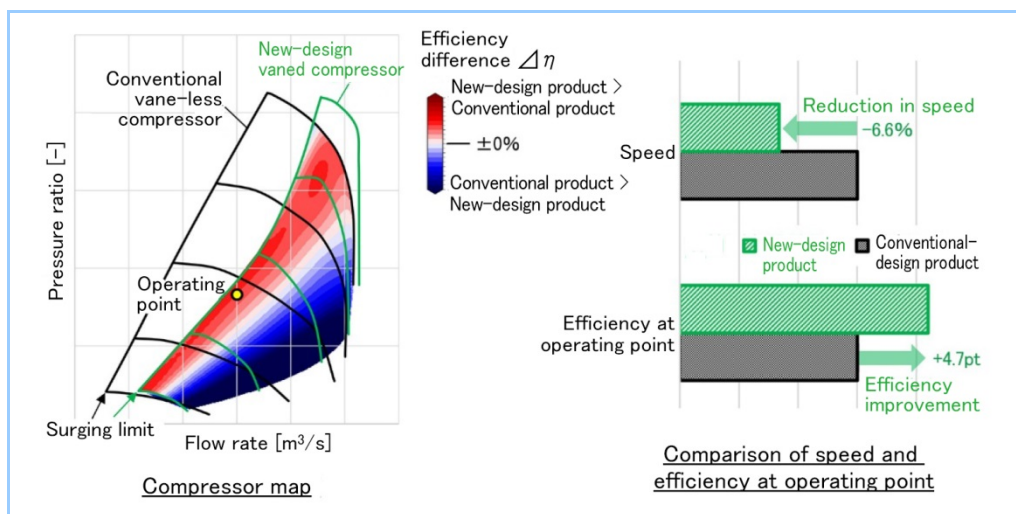 New-design
vaned compressor
Conventional
vane-less
compressor
Pressure ratio [-]
Operating
point
Surging limit
Flow rate [m³/s]
Compressor map
Efficiency
difference ⊿η
New-design product >
Conventional product
±0%
Conventional product >
New-design product
Reduction in speed
-6.6%
Speed
New-design
product
Conventional-
design product
Efficiency at
operating point
+4.7pt
Efficiency
improvement
Comparison of speed and
efficiency at operating point